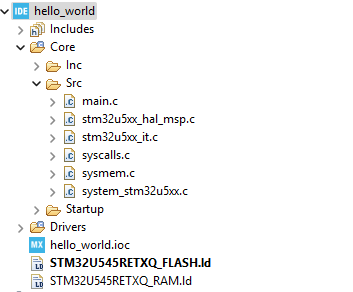 IDE hello_world
Includes
Core
Inc
Src
main.c
stm32u5xx_hal_msp.c
stm32u5xx_it.c
syscalls.c
sysmem.c
system_stm32u5xx.c
Startup
Drivers
MX hello_world.ioc
LD STM32U545RETXQ_FLASH.ld
LD STM32U545RETXQ_RAM.ld